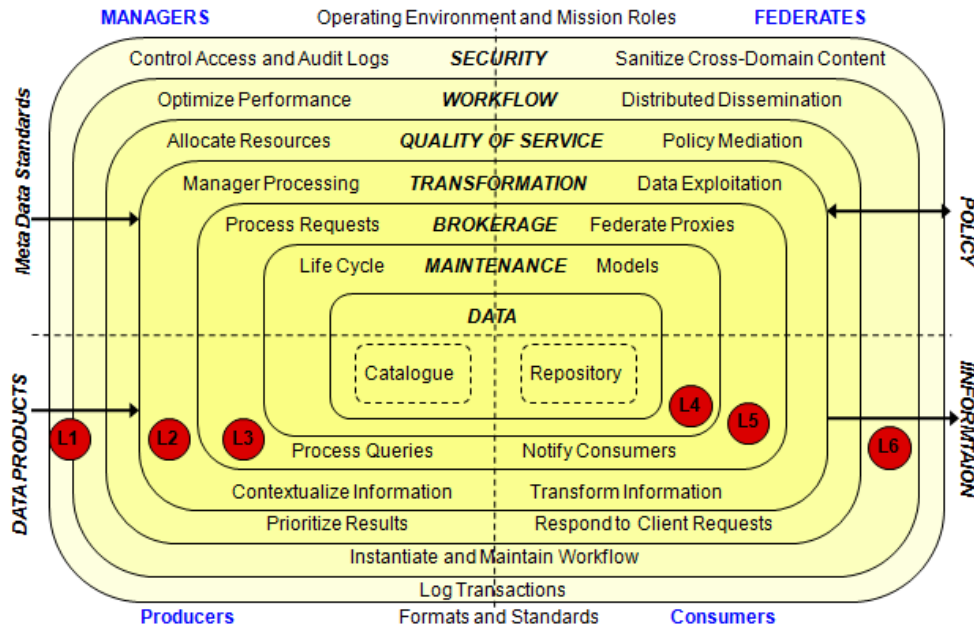 MANAGERS Operating Environment and Mission Roles FEDERATES
Control Access and Audit Logs SECURITY Sanitize Cross-Domain Content
Optimize Performance WORKFLOW Distributed Dissemination
Allocate Resources QUALITY OF SERVICE Policy Mediation
Manager Processing TRANSFORMATION Data Exploitation
Process Requests BROKERAGE Federate Proxies
Life Cycle MAINTENANCE Models
DATA
Catalogue Repository
Meta Data Standards
POLICY
DATA PRODUCTS
IINFORMTAION
L1 L2 L3 L4 L5 L6
Process Queries Notify Consumers
Contextualize Information Transform Information
Prioritize Results Respond to Client Requests
Instantiate and Maintain Workflow
Log Transactions
Producers Formats and Standards Consumers